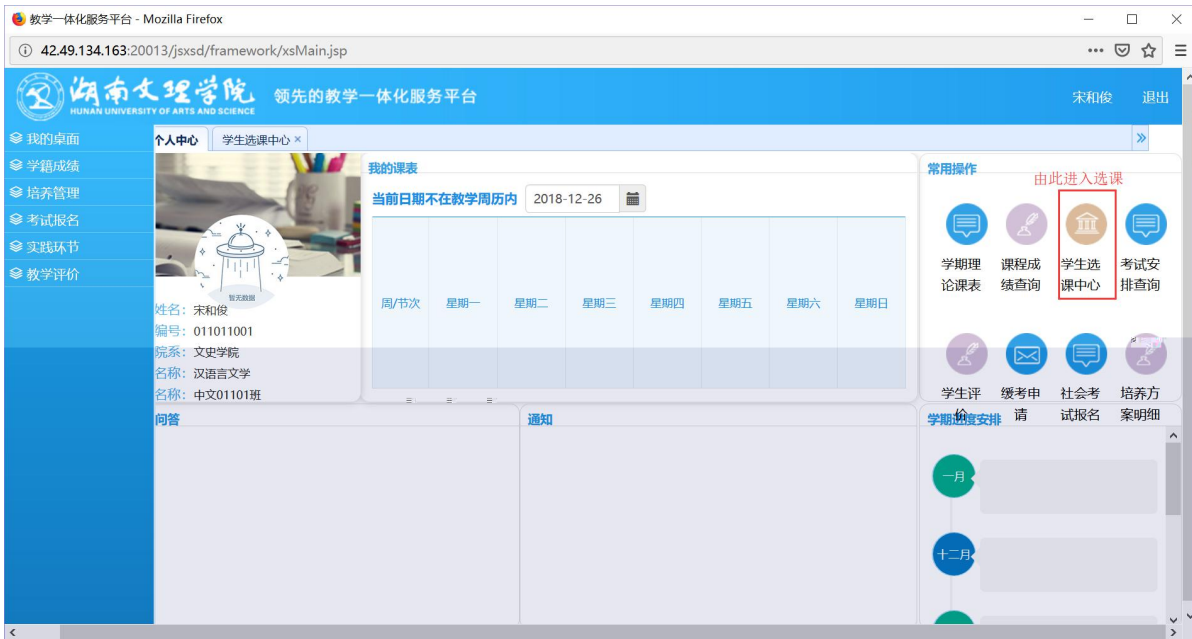 教学一体化服务平台 - Mozilla Firefox
42.49.134.163:20013/jsxsd/framework/xsMain.jsp
湖南文理学院
HUNAN UNIVERSITY OF ARTS AND SCIENCE
领先的教学一体化服务平台
宋和俊 退出
我的桌面
学籍成绩
培养管理
考试报名
实践环节
教学评价
个人中心 学生选课中心 ×
暂无数据
姓名：宋和俊
编号：011011001
院系：文史学院
名称：汉语言文学
名称：中文01101班
我的课表
当前日期不在教学周历内 2018-12-26
周/节次 星期一 星期二 星期三 星期四 星期五 星期六 星期日
常用操作
由此进入选课
学期理
论课表
课程成
绩查询
学生选
课中心
考试安
排查询
学生评
价
缓考申
请
社会考
试报名
培养方
案明细
问答
通知
学期进度安排
一月
十二月